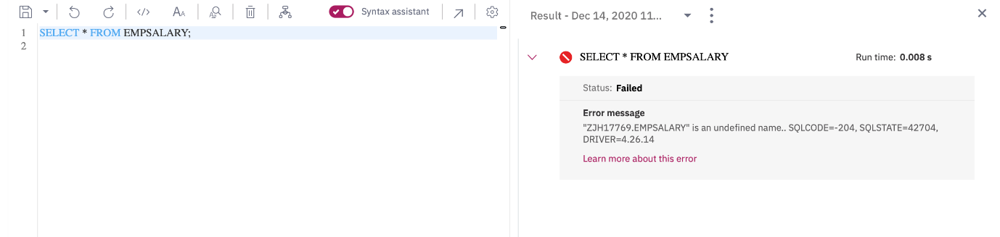 Syntax assistant
Result - Dec 14, 2020 11...
1 SELECT * FROM EMPSALARY;
2
SELECT * FROM EMPSALARY
Run time: 0.008 s
Status: Failed
Error message
"ZJH17769.EMPSALARY" is an undefined name.. SQLCODE=-204, SQLSTATE=42704,
DRIVER=4.26.14
Learn more about this error